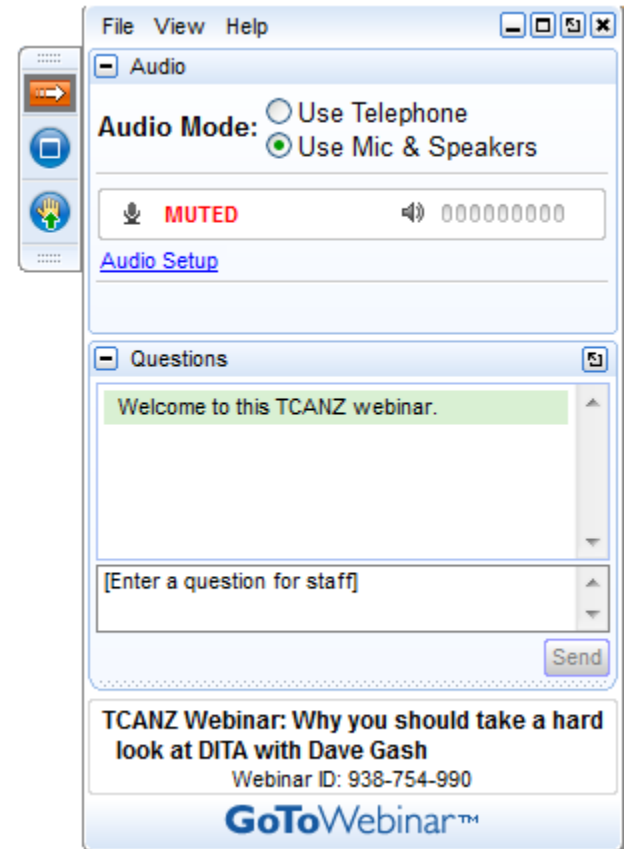 File View Help
Audio
Audio Mode:
Use Telephone
Use Mic & Speakers
MUTED
000000000
Audio Setup
Questions
Welcome to this TCANZ webinar.
[Enter a question for staff]
Send
TCANZ Webinar: Why you should take a hard
look at DITA with Dave Gash
Webinar ID: 938-754-990
GoToWebinar™